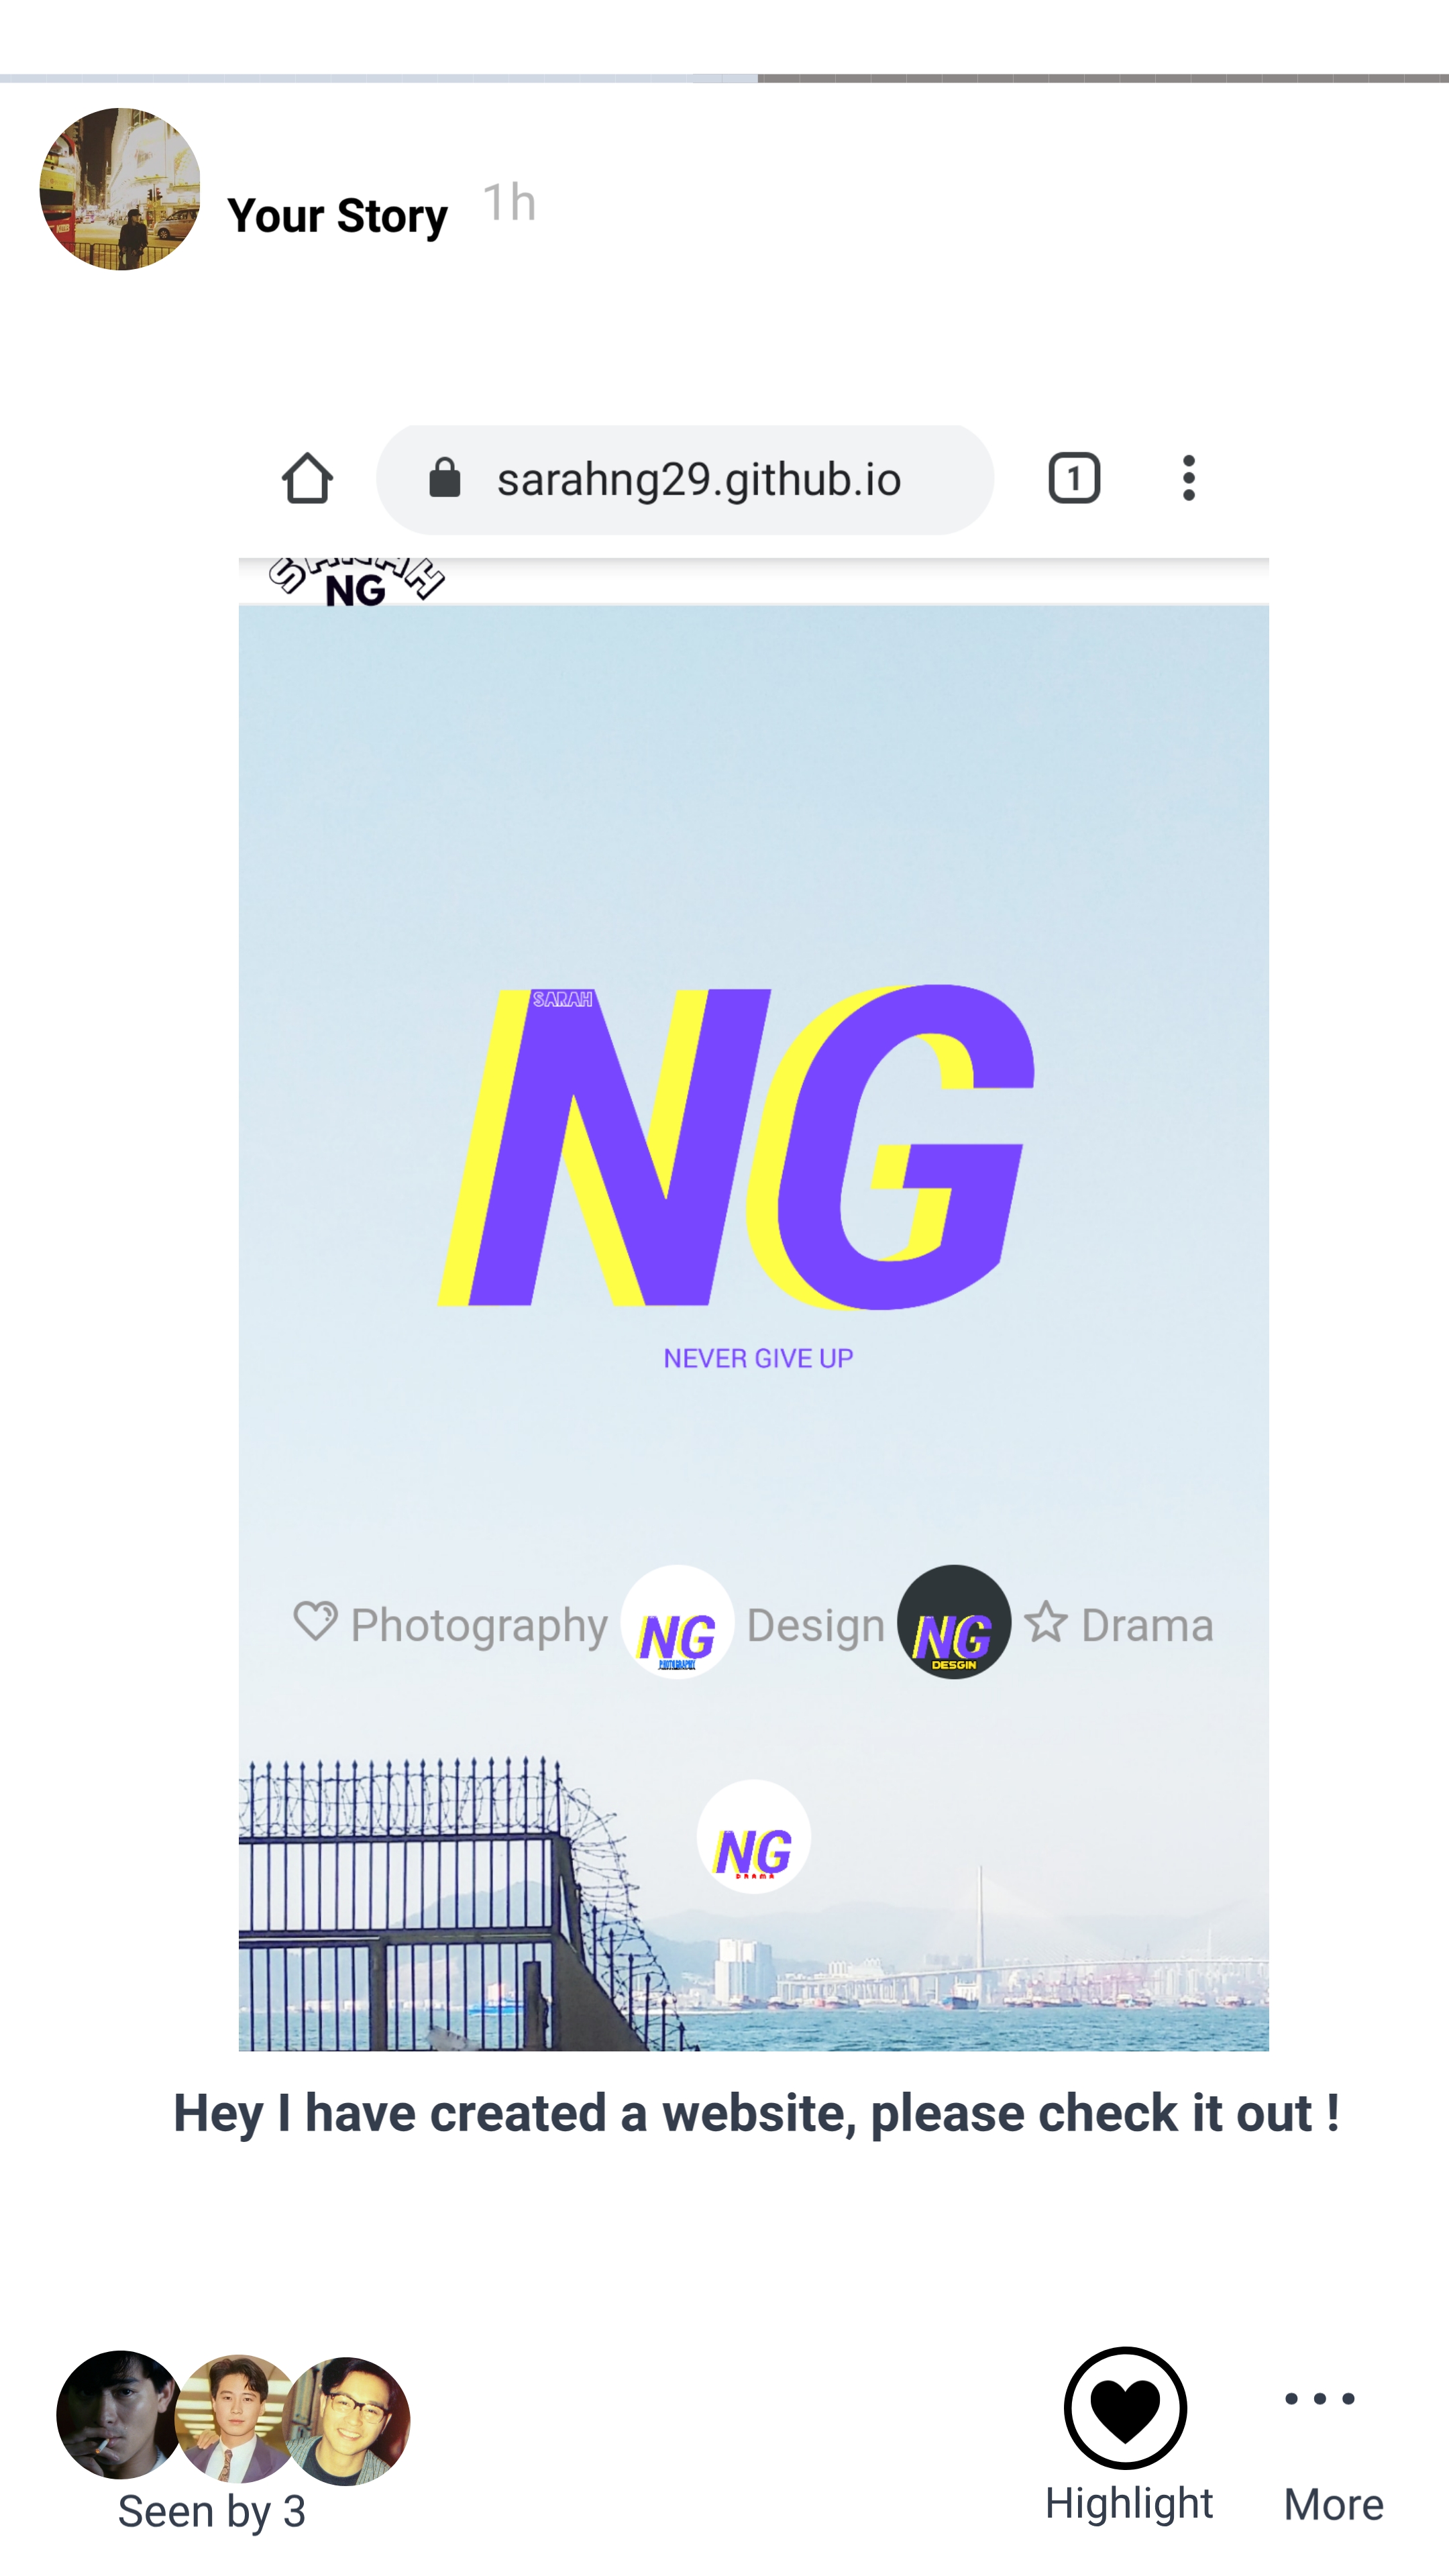 Your Story 1h
sarahng29.github.io
1
SARAH
NG
SARAH
NG
NEVER GIVE UP
Photography NG PHOTOGRAPHY Design NG DESGIN Drama
NG
DRAMA
Hey I have created a website, please check it out !
Seen by 3
Highlight
More